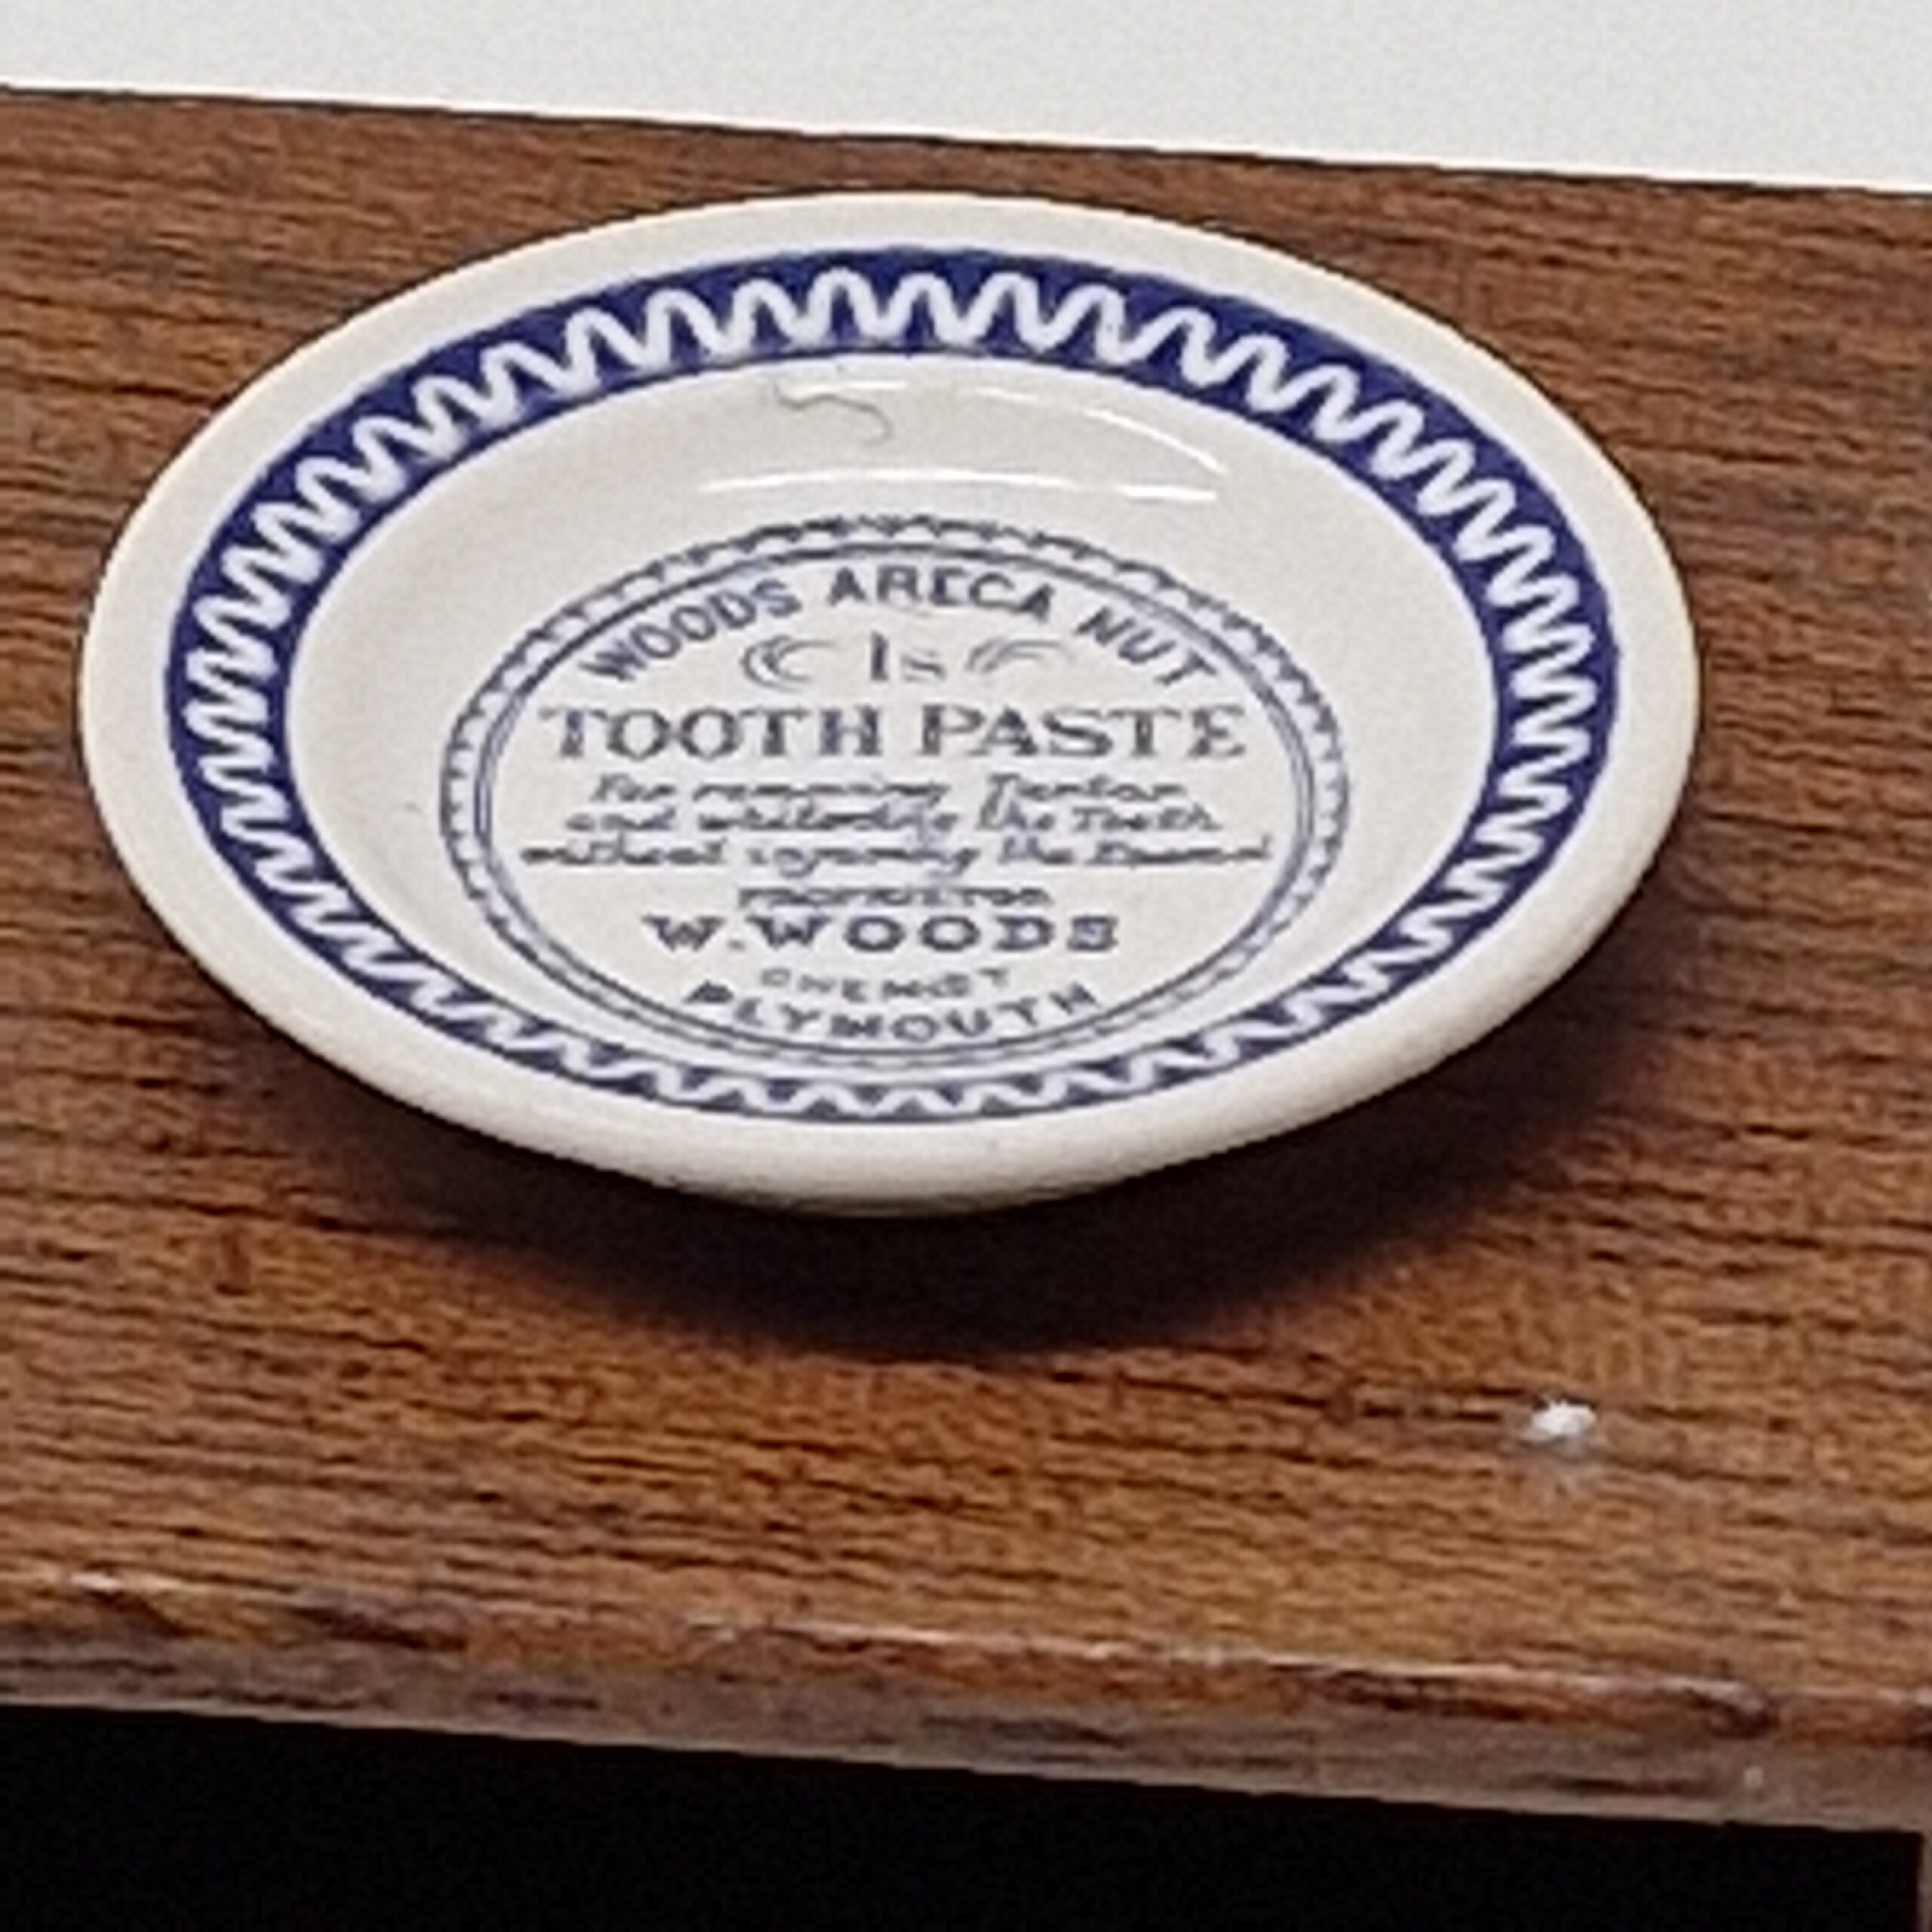 WOODS ARECA NUT
1s
TOOTH PASTE
For removing Tartar
and whitening the Teeth
without injuring the Enamel
PROPRIETOR
W. WOODS
CHEMIST
PLYMOUTH